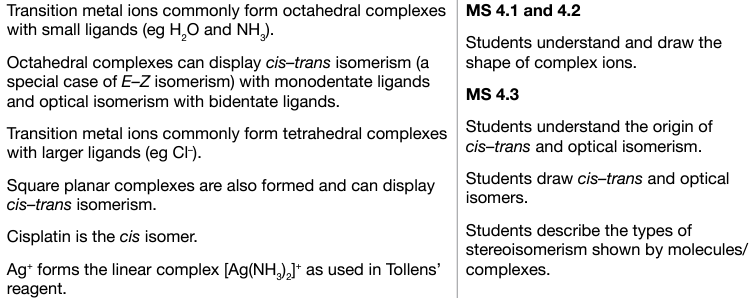 Transition metal ions commonly form octahedral complexes
with small ligands (eg H₂O and NH₃).
Octahedral complexes can display cis–trans isomerism (a
special case of E–Z isomerism) with monodentate ligands
and optical isomerism with bidentate ligands.
Transition metal ions commonly form tetrahedral complexes
with larger ligands (eg Cl⁻).
Square planar complexes are also formed and can display
cis–trans isomerism.
Cisplatin is the cis isomer.
Ag⁺ forms the linear complex [Ag(NH₃)₂]⁺ as used in Tollens’
reagent.
MS 4.1 and 4.2
Students understand and draw the
shape of complex ions.
MS 4.3
Students understand the origin of
cis–trans and optical isomerism.
Students draw cis–trans and optical
isomers.
Students describe the types of
stereoisomerism shown by molecules/
complexes.